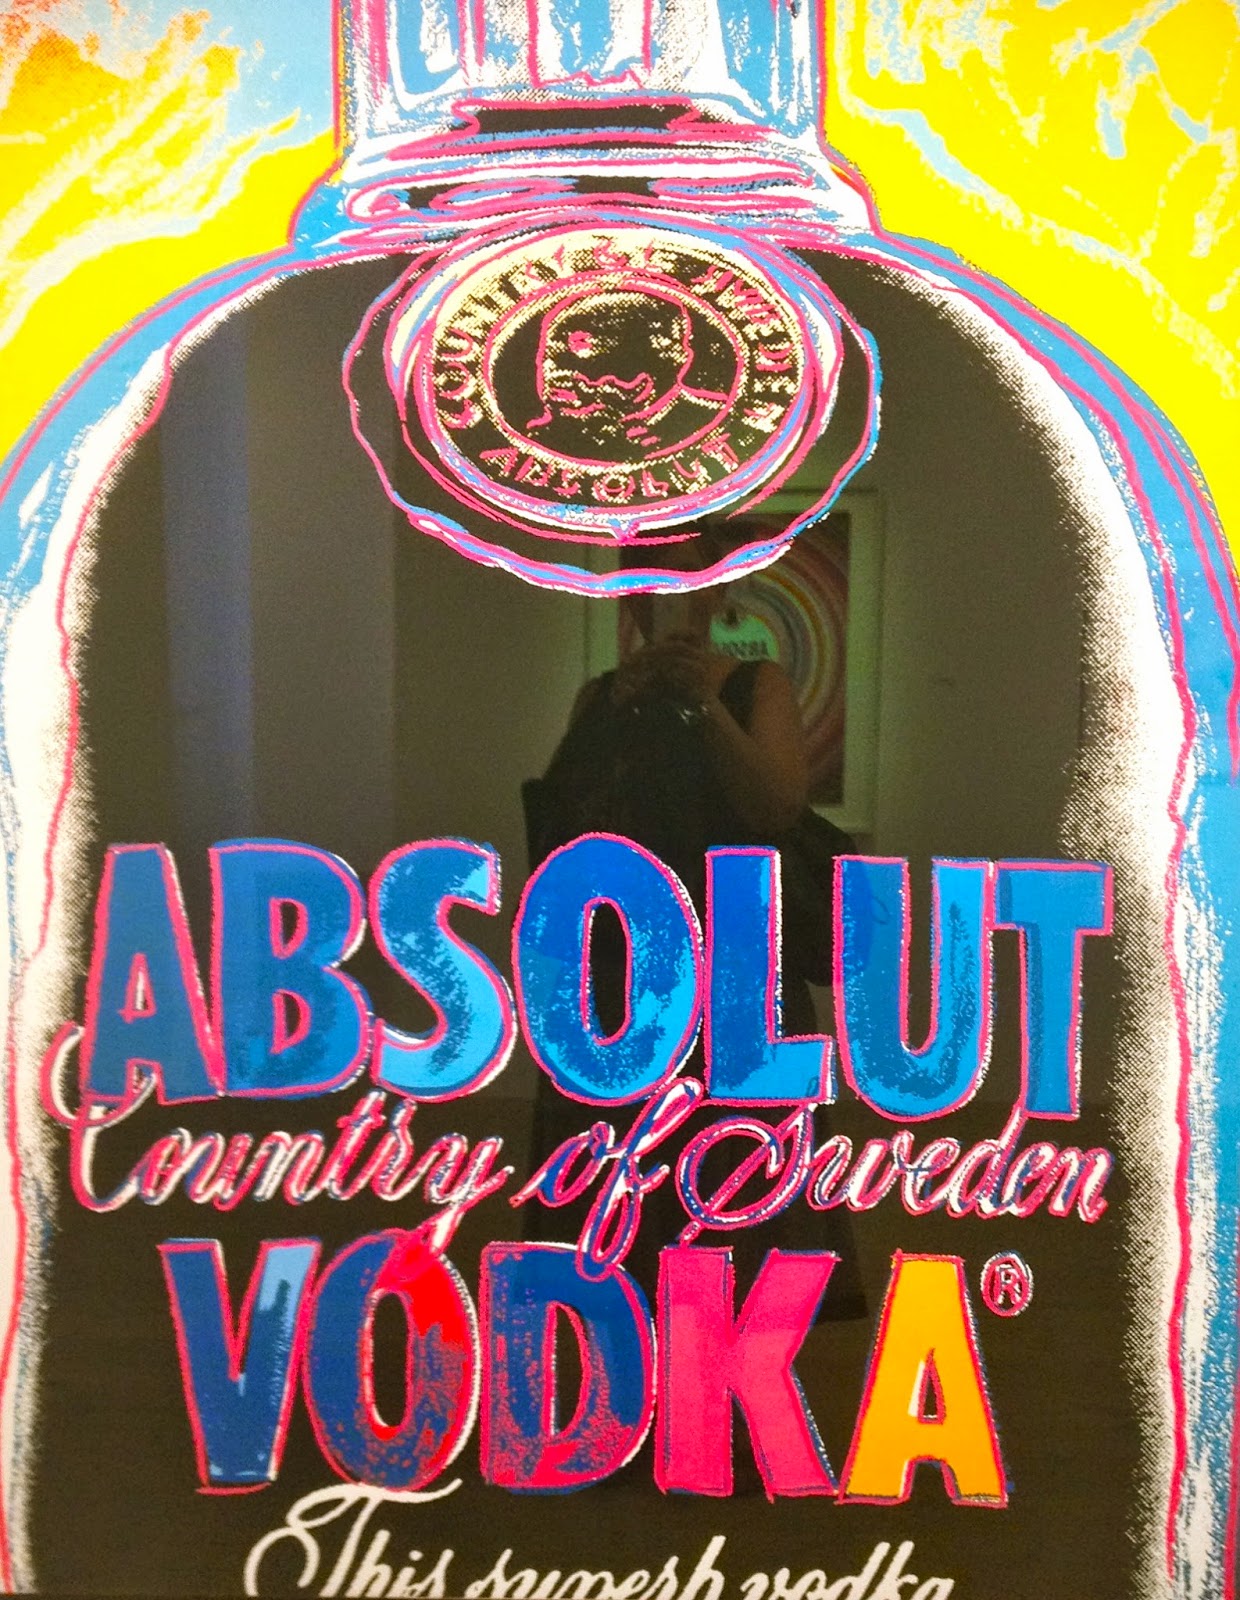 COUNTRY OF SWEDEN
ABSOLUT
ABSOLUT
Country of Sweden
VODKA®
This superb vodka